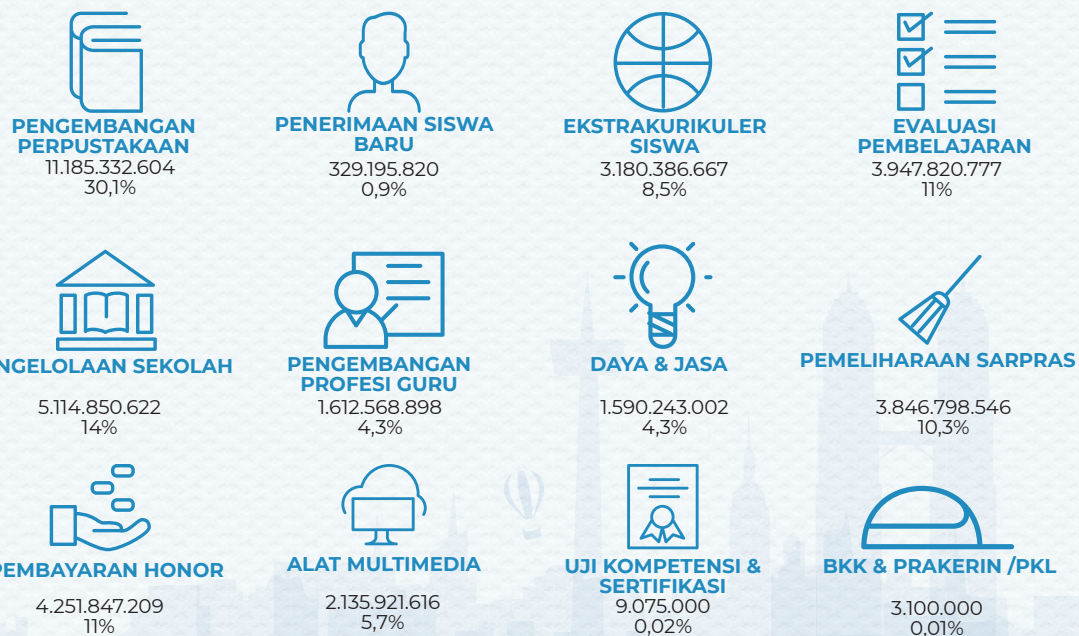 PENGEMBANGAN
PERPUSTAKAAN
11.185.332.604
30,1%
PENERIMAAN SISWA
BARU
329.195.820
0,9%
EKSTRAKURIKULER
SISWA
3.180.386.667
8,5%
EVALUASI
PEMBELAJARAN
3.947.820.777
11%
NGELOLAAN SEKOLAH
5.114.850.622
14%
PENGEMBANGAN
PROFESI GURU
1.612.568.898
4,3%
DAYA & JASA
1.590.243.002
4,3%
PEMELIHARAAN SARPRAS
3.846.798.546
10,3%
PEMBAYARAN HONOR
4.251.847.209
11%
ALAT MULTIMEDIA
2.135.921.616
5,7%
UJI KOMPETENSI &
SERTIFIKASI
9.075.000
0,02%
BKK & PRAKERIN /PKL
3.100.000
0,01%